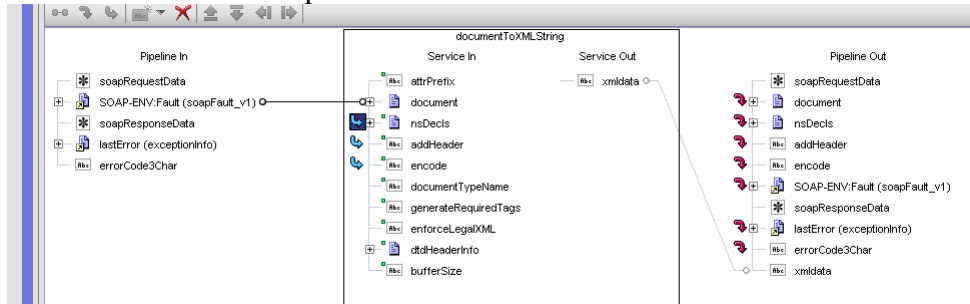 documentToXMLString
Pipeline In
Service In
Service Out
Pipeline Out
soapRequestData
SOAP-ENV:Fault (soapFault_v1)
soapResponseData
lastError (exceptionInfo)
errorCode3Char
attrPrefix
document
nsDecls
addHeader
encode
documentTypeName
generateRequiredTags
enforceLegalXML
dtdHeaderInfo
bufferSize
xmldata
soapRequestData
document
nsDecls
addHeader
encode
SOAP-ENV:Fault (soapFault_v1)
soapResponseData
lastError (exceptionInfo)
errorCode3Char
xmldata